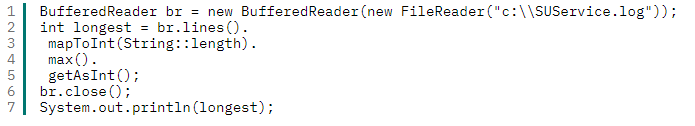 1 BufferedReader br = new BufferedReader(new FileReader("c:\\SUService.log"));
2 int longest = br.lines().
3  mapToInt(String::length).
4  max().
5  getAsInt();
6 br.close();
7 System.out.println(longest);